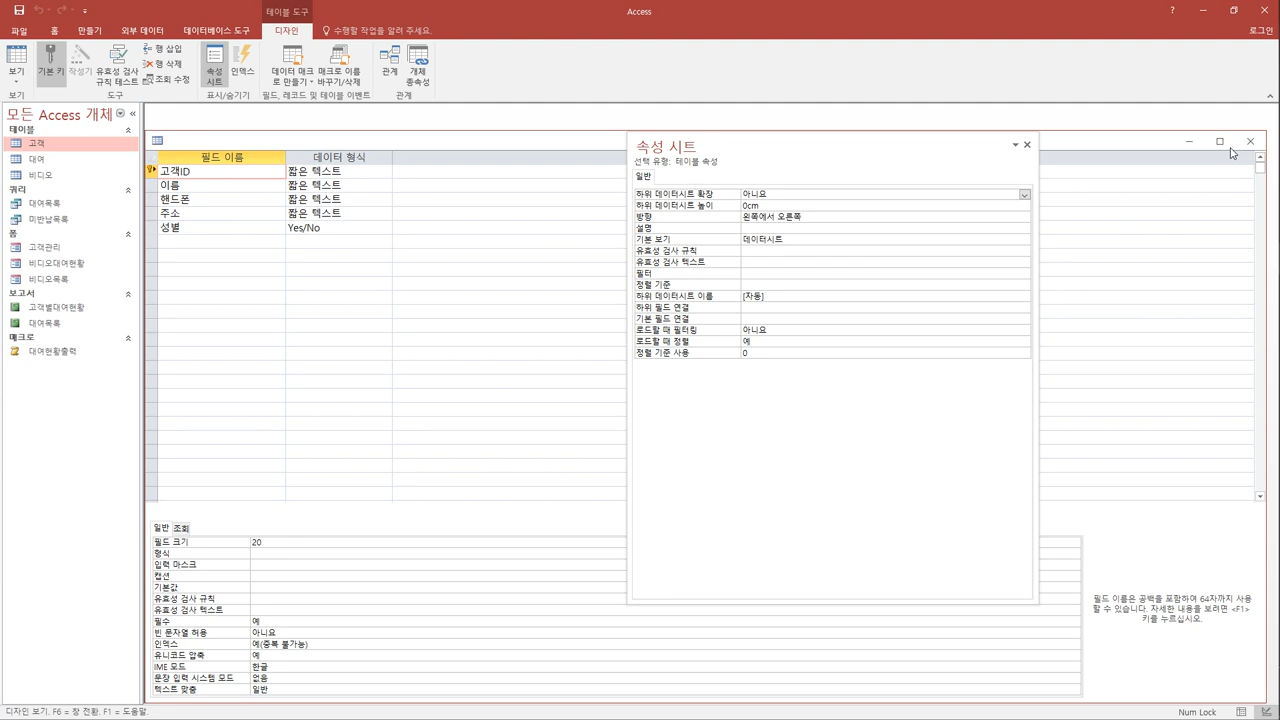 테이블 도구
Access
파일
홈
만들기
외부 데이터
데이터베이스 도구
디자인
수행할 작업을 알려 주세요.
로그인
보기
기본 키
작성기
유효성 검사
규칙 테스트
행 삽입
행 삭제
조회 수정
속성
시트
인덱스
데이터 매크
로 만들기
매크로 이름
바꾸기/삭제
관계
개체
종속성
보기
도구
표시/숨기기
필드, 레코드 및 테이블 이벤트
관계
모든 Access 개체
테이블
고객
대여
비디오
쿼리
대여목록
미반납목록
폼
고객관리
비디오대여현황
비디오목록
보고서
고객별대여현황
대여목록
매크로
대여현황출력
필드 이름 데이터 형식
고객ID 짧은 텍스트
이름 짧은 텍스트
핸드폰 짧은 텍스트
주소 짧은 텍스트
성별 Yes/No
속성 시트
선택 유형: 테이블 속성
일반
하위 데이터시트 확장 아니요
하위 데이터시트 높이 0cm
방향 왼쪽에서 오른쪽
설명
기본 보기 데이터시트
유효성 검사 규칙
유효성 검사 텍스트
필터
정렬 기준
하위 데이터시트 이름 [자동]
하위 필드 연결
기본 필드 연결
로드할 때 필터링 아니요
로드할 때 정렬 예
정렬 기준 사용 0
일반 조회
필드 크기 20
형식
입력 마스크
캡션
기본값
유효성 검사 규칙
유효성 검사 텍스트
필수 예
빈 문자열 허용 아니요
인덱스 예(중복 불가능)
유니코드 압축 예
IME 모드 한글
문장 입력 시스템 모드 없음
텍스트 맞춤 일반
필드 이름은 공백을 포함하여 64자까지 사용
할 수 있습니다. 자세한 내용을 보려면 <F1>
키를 누르십시오.
디자인 보기. F6 = 창 전환. F1 = 도움말.
Num Lock